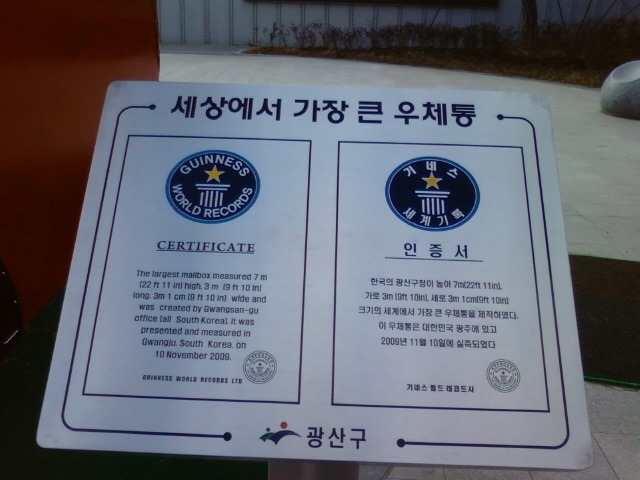 세상에서 가장 큰 우체통
GUINNESS
WORLD RECORDS
CERTIFICATE
The largest mailbox measured 7 m
(22 ft 11 in) high. 3 m (9 ft 10 in)
long. 3m 1 cm (9 ft 10 in) wide and
was created by Gwangsan-gu
office (all South Korea). It was
presented and measured in
Gwangju. South Korea. on
10 November 2009.
GUINNESS WORLD RECORDS LTD
기네스
세계기록
인증서
한국의 광산구청이 높이 7m(22ft 11in),
가로 3m (9ft 10in), 세로 3m 1cm(9ft 10in)
크기의 세계에서 가장 큰 우체통을 제작하였다.
이 우체통은 대한민국 광주에 있고
2009년 11월 10일에 실측되었다
기네스 월드 레코드사
광산구